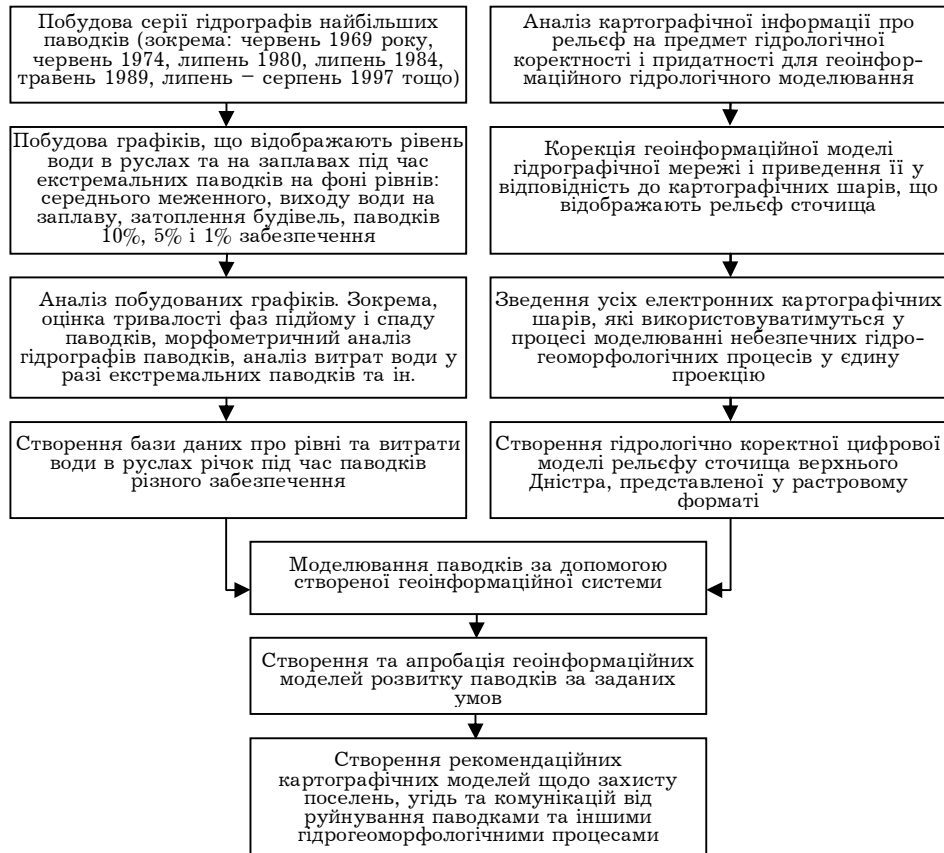 Побудова серії гідрографів найбільших
паводків (зокрема: червень 1969 року,
червень 1974, липень 1980, липень 1984,
травень 1989, липень – серпень 1997 тощо)
Побудова графіків, що відображають рівень
води в руслах та на заплавах під час
екстремальних паводків на фоні рівнів:
середнього меженного, виходу води на
заплаву, затоплення будівель, паводків
10%, 5% і 1% забезпечення
Аналіз побудованих графіків. Зокрема,
оцінка тривалості фаз підйому і спаду
паводків, морфометричний аналіз
гідрографів паводків, аналіз витрат води у
разі екстремальних паводків та ін.
Створення бази даних про рівні та витрати
води в руслах річок під час паводків
різного забезпечення
Аналіз картографічної інформації про
рельєф на предмет гідрологічної
коректності і придатності для геоінфор-
маційного гідрологічного моделювання
Корекція геоінформаційної моделі
гідрографічної мережі і приведення її у
відповідність до картографічних шарів, що
відображають рельєф сточища
Зведення усіх електронних картографічних
шарів, які використовуватимуться у
процесі моделюванні небезпечних гідро-
геоморфологічних процесів у єдину
проекцію
Створення гідрологічно коректної цифрової
моделі рельєфу сточища верхнього
Дністра, представленої у растровому
форматі
Моделювання паводків за допомогою
створеної геоінформаційної системи
Створення та апробація геоінформаційних
моделей розвитку паводків за заданих
умов
Створення рекомендаційних
картографічних моделей щодо захисту
поселень, угідь та комунікацій від
руйнування паводками та іншими
гідрогеоморфологічними процесами